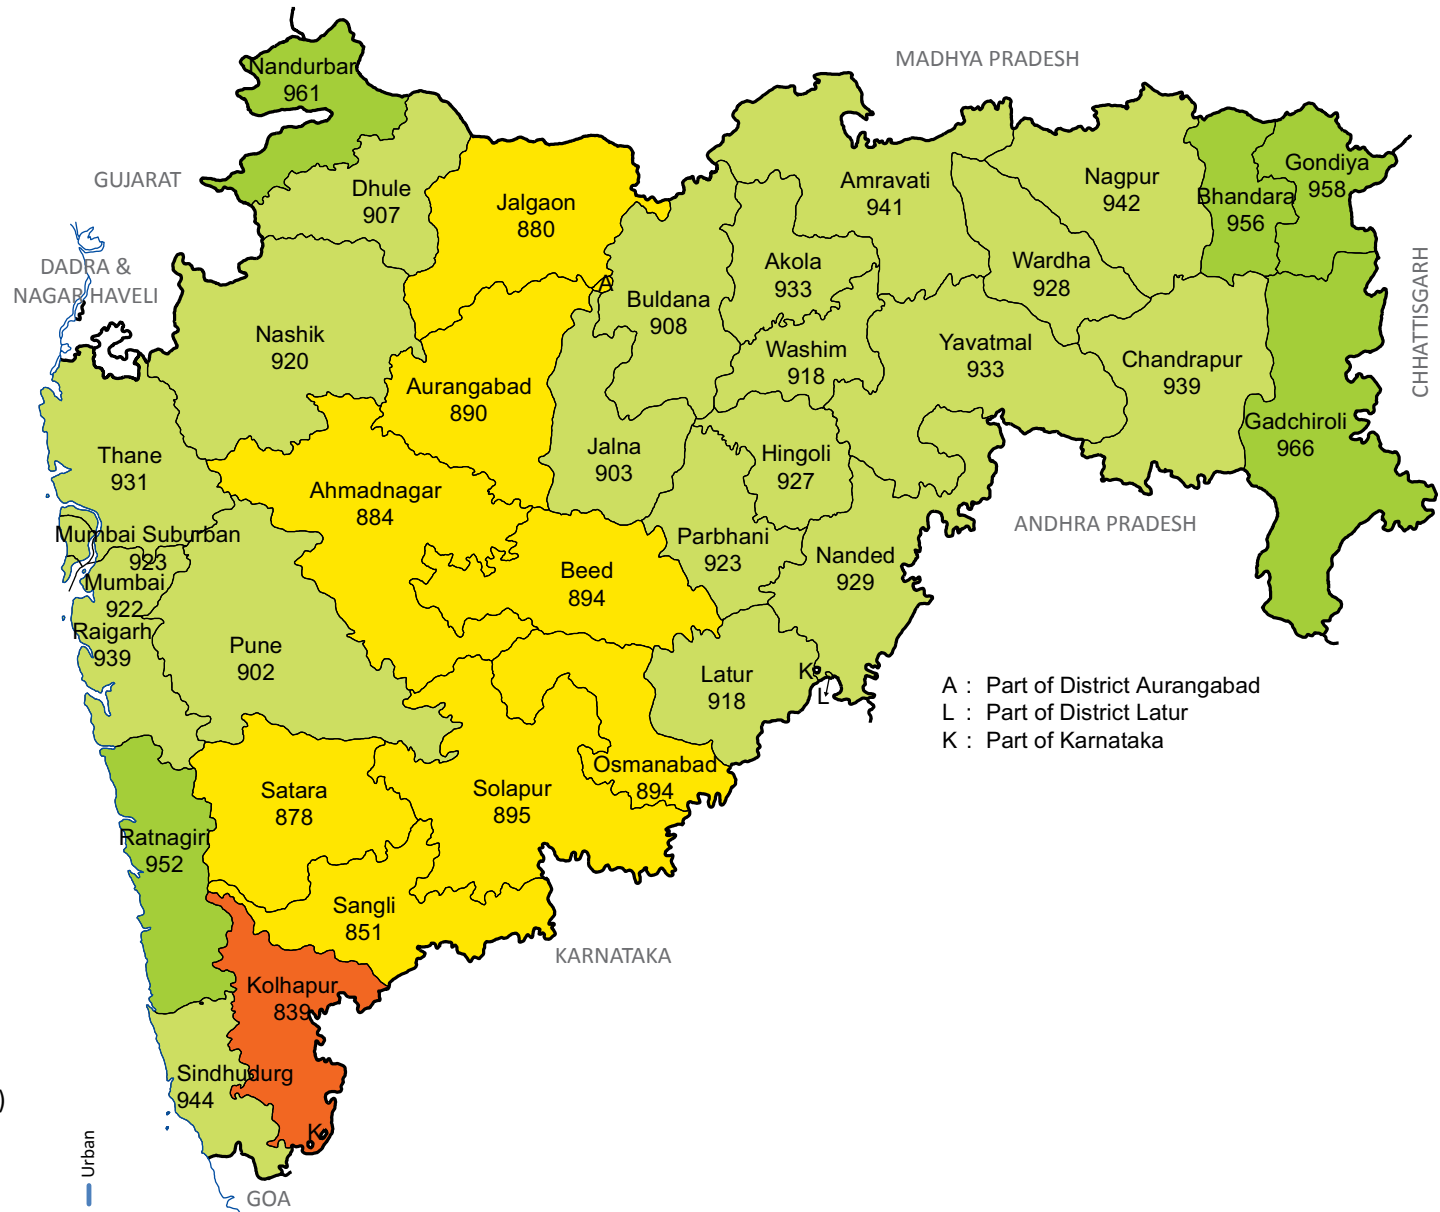 MADHYA PRADESH
Nandurbar
961
GUJARAT
Dhule
907
Jalgaon
880
Amravati
941
Nagpur
942
Bhandara
956
Gondiya
958
DADRA &
NAGAR HAVELI
Nashik
920
A
Buldana
908
Akola
933
Wardha
928
CHHATTISGARH
Aurangabad
890
Washim
918
Yavatmal
933
Chandrapur
939
Gadchiroli
966
Thane
931
Ahmadnagar
884
Jalna
903
Hingoli
927
ANDHRA PRADESH
Mumbai Suburban
923
Mumbai
922
Parbhani
923
Nanded
929
Beed
894
Raigarh
939
Pune
902
Latur
918
K
L
A : Part of District Aurangabad
L : Part of District Latur
K : Part of Karnataka
Satara
878
Solapur
895
Osmanabad
894
Ratnagiri
952
Sangli
851
KARNATAKA
Kolhapur
839
Sindhudurg
944
K
)
Urban
GOA